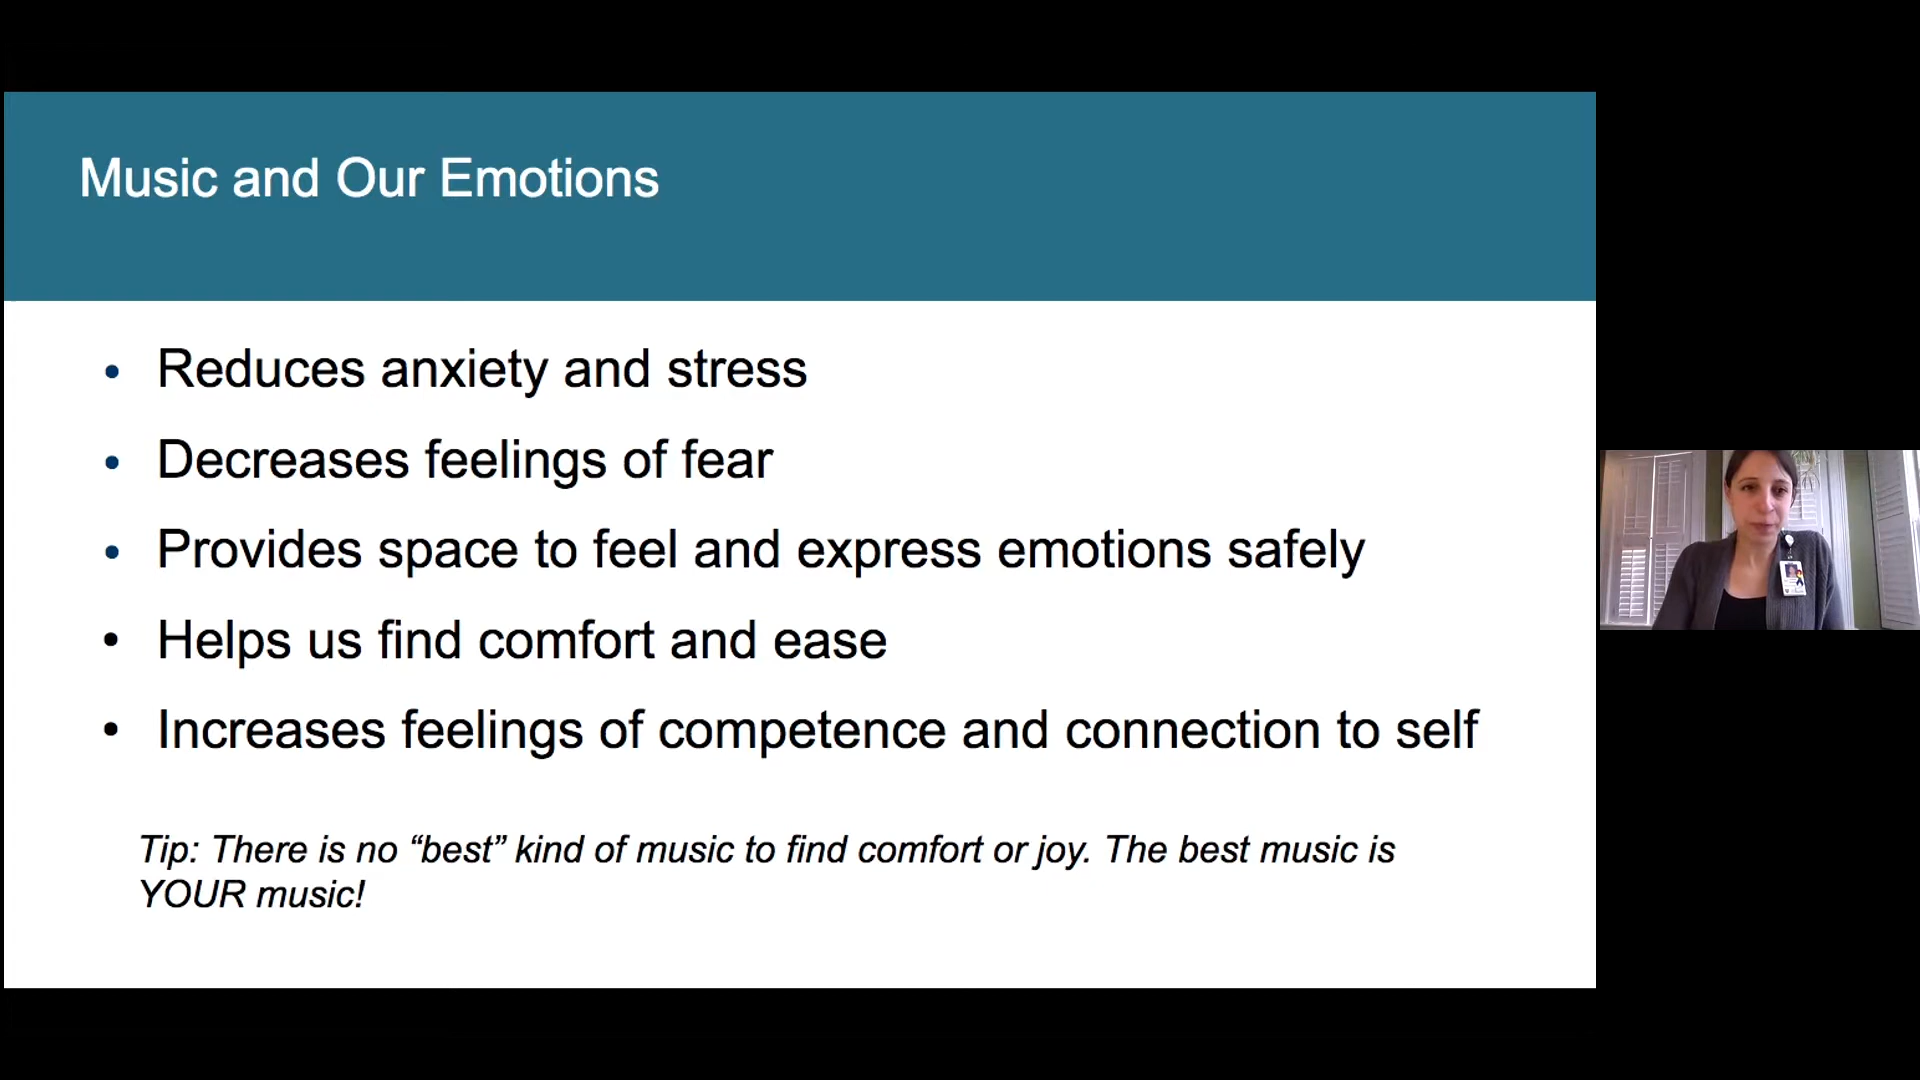 Music and Our Emotions
• Reduces anxiety and stress
• Decreases feelings of fear
• Provides space to feel and express emotions safely
• Helps us find comfort and ease
• Increases feelings of competence and connection to self
Tip: There is no “best” kind of music to find comfort or joy. The best music is
YOUR music!